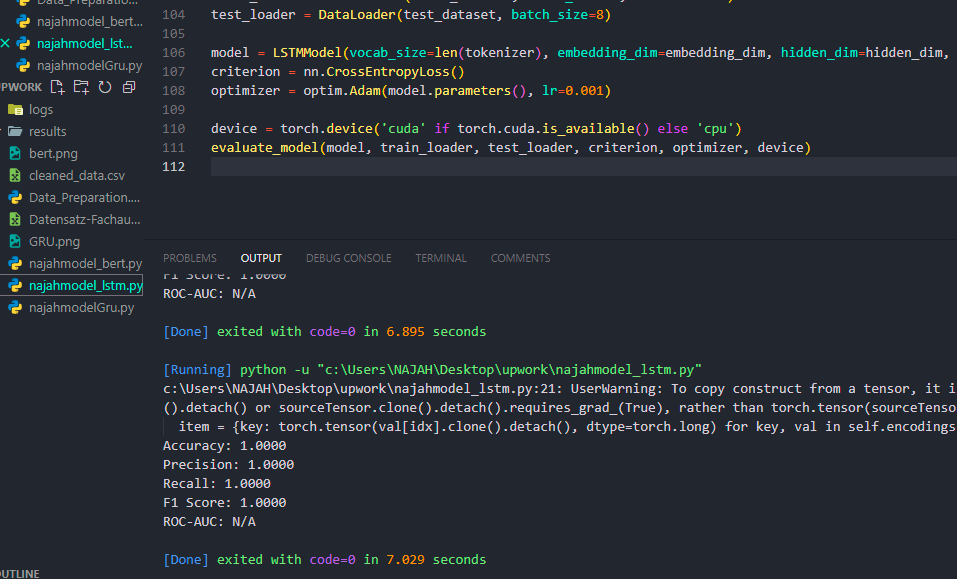 Data_Preparation...
najahmodel_bert...
najahmodel_lst...
najahmodelGru.py
PWORK
logs
results
bert.png
cleaned_data.csv
Data_Preparation....
Datensatz-Fachau...
GRU.png
najahmodel_bert.py
najahmodel_lstm.py
najahmodelGru.py
UTLINE
104 test_loader = DataLoader(test_dataset, batch_size=8)
105
106 model = LSTMModel(vocab_size=len(tokenizer), embedding_dim=embedding_dim, hidden_dim=hidden_dim,
107 criterion = nn.CrossEntropyLoss()
108 optimizer = optim.Adam(model.parameters(), lr=0.001)
109
110 device = torch.device('cuda' if torch.cuda.is_available() else 'cpu')
111 evaluate_model(model, train_loader, test_loader, criterion, optimizer, device)
112
PROBLEMS OUTPUT DEBUG CONSOLE TERMINAL COMMENTS
F1 Score: 1.0000
ROC-AUC: N/A
[Done] exited with code=0 in 6.895 seconds
[Running] python -u "c:\Users\NAJAH\Desktop\upwork\najahmodel_lstm.py"
c:\Users\NAJAH\Desktop\upwork\najahmodel_lstm.py:21: UserWarning: To copy construct from a tensor, it i
().detach() or sourceTensor.clone().detach().requires_grad_(True), rather than torch.tensor(sourceTenso
item = {key: torch.tensor(val[idx].clone().detach(), dtype=torch.long) for key, val in self.encodings
Accuracy: 1.0000
Precision: 1.0000
Recall: 1.0000
F1 Score: 1.0000
ROC-AUC: N/A
[Done] exited with code=0 in 7.029 seconds